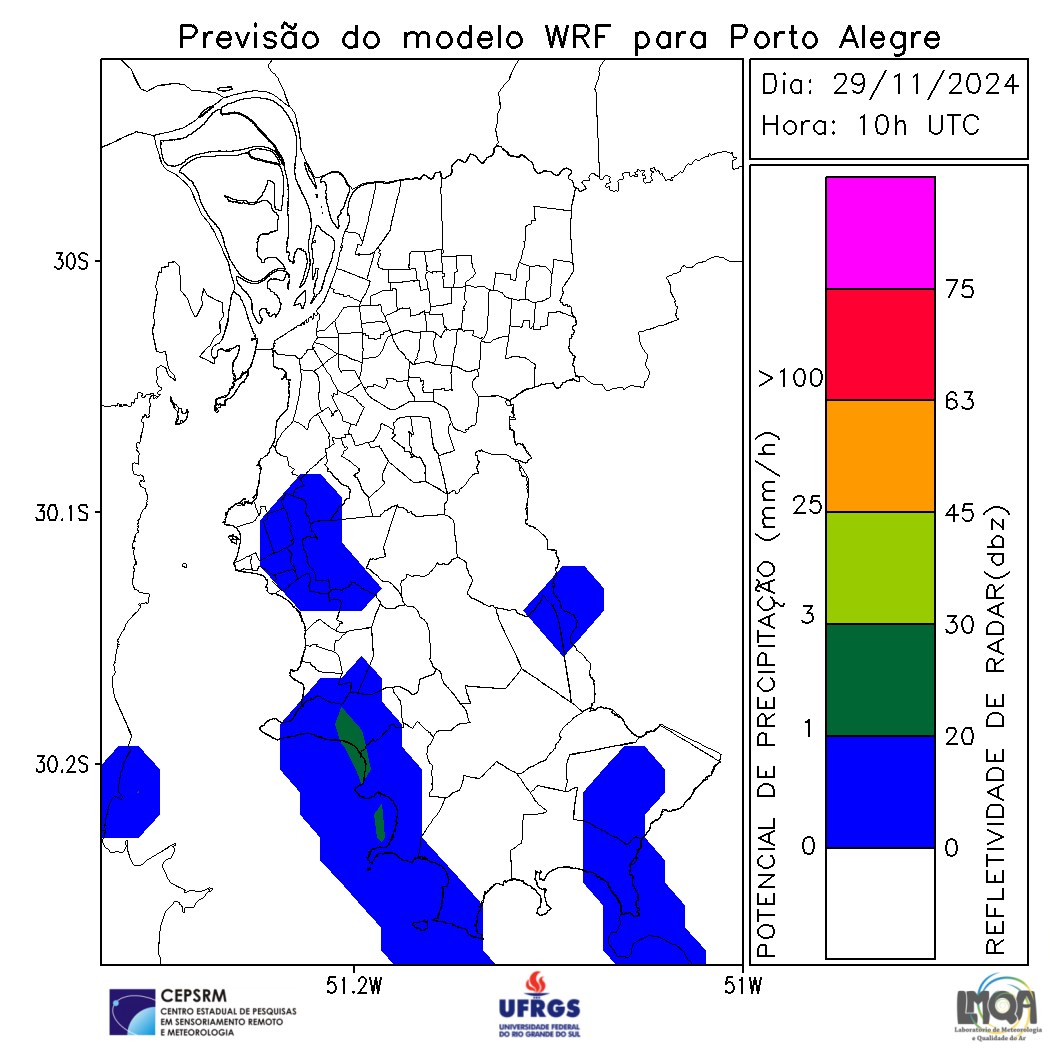 Previsão do modelo WRF para Porto Alegre
Dia: 29/11/2024
Hora: 10h UTC
30S
30.1S
30.2S
51.2W
51W
POTENCIAL DE PRECIPITAÇÃO (mm/h)
>100
25
3
1
0
75
63
45
30
20
0
REFLETIVIDADE DE RADAR(dbz)
CEPSRM
CENTRO ESTADUAL DE PESQUISAS
EM SENSORIAMENTO REMOTO
E METEOROLOGIA
UFRGS
UNIVERSIDADE FEDERAL
DO RIO GRANDE DO SUL
LMQA
Laboratório de Meteorologia
e Qualidade do Ar